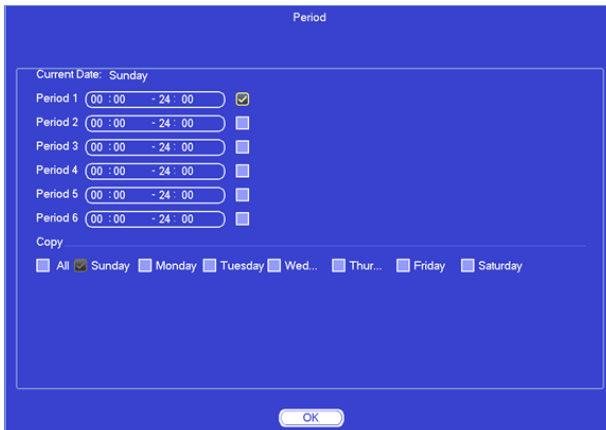 Period
Current Date: Sunday
Period 1 00 : 00 - 24 : 00
Period 2 00 : 00 - 24 : 00
Period 3 00 : 00 - 24 : 00
Period 4 00 : 00 - 24 : 00
Period 5 00 : 00 - 24 : 00
Period 6 00 : 00 - 24 : 00
Copy
All Sunday Monday Tuesday Wed... Thur... Friday Saturday
OK